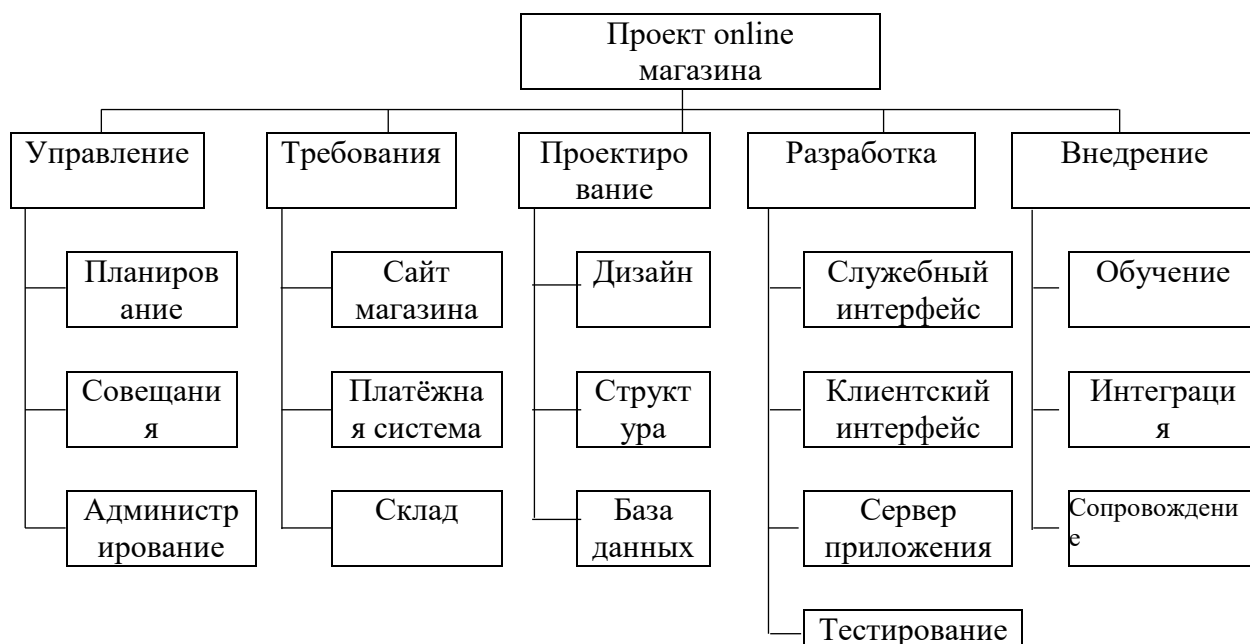 Проект online
магазина
Управление
Требования
Проектиро
вание
Разработка
Внедрение
Планиров
ание
Сайт
магазина
Дизайн
Служебный
интерфейс
Обучение
Совещани
я
Платёжна
я система
Структ
ура
Клиентский
интерфейс
Интеграци
я
Администр
ирование
Склад
База
данных
Сервер
приложения
Сопровождени
е
Тестирование